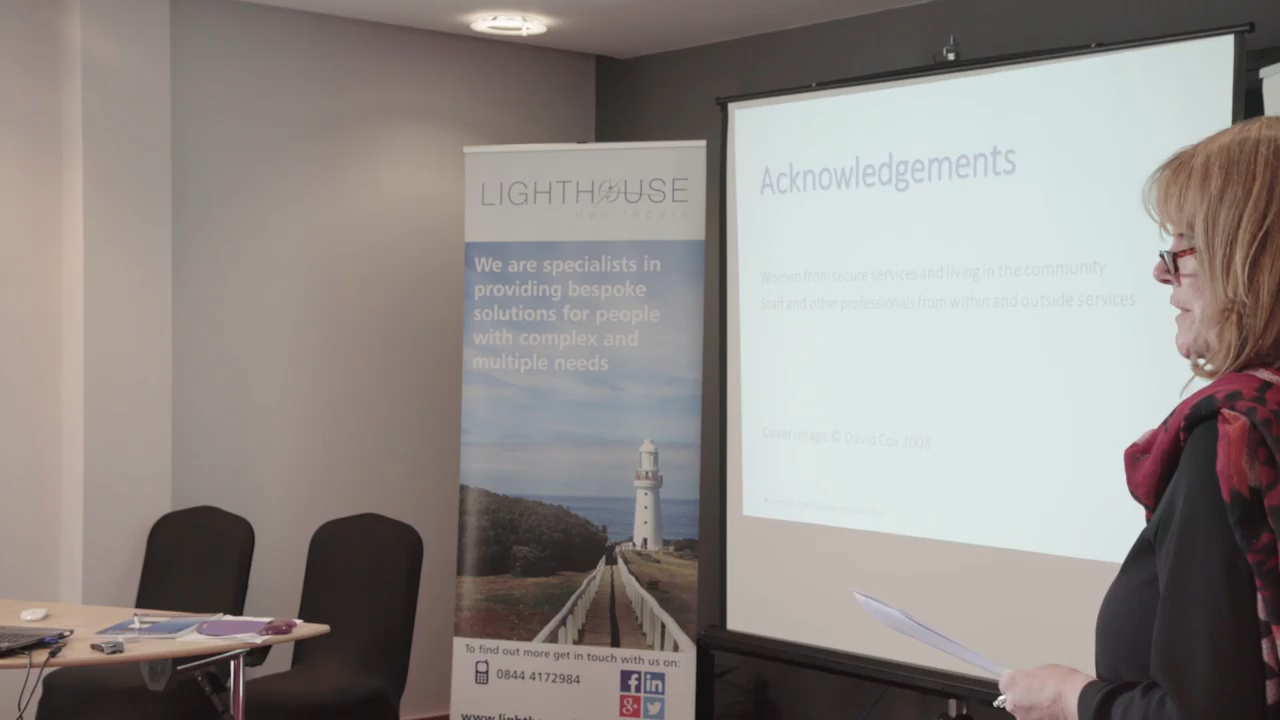 LIGHTHOUSE
Healthcare
We are specialists in
providing bespoke
solutions for people
with complex and
multiple needs
To find out more get in touch with us on:
0844 4172984
f in
g+
Acknowledgements
Women from secure services and living in the community
Staff and other professionals from within and outside services
Cover image: © David Cox 2008